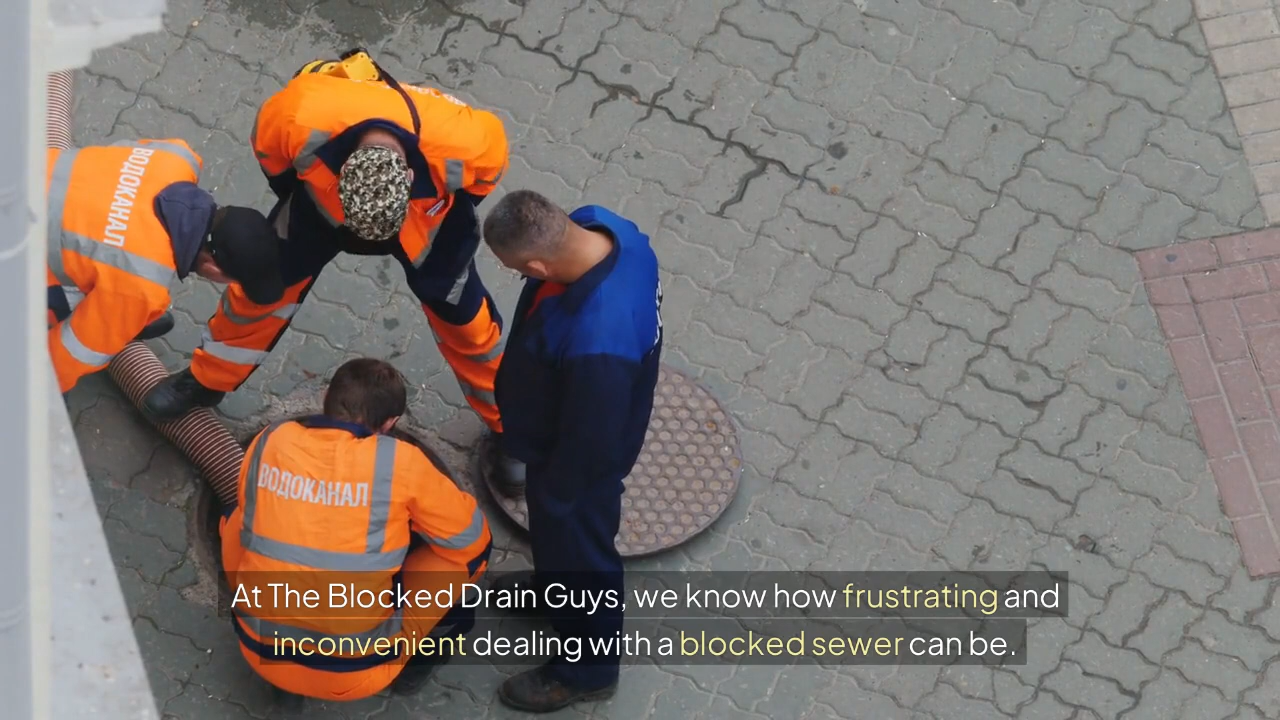 ВОДОКАНАЛ
ВОДОКАНАЛ
At The Blocked Drain Guys, we know how frustrating and
inconvenient dealing with a blocked sewer can be.